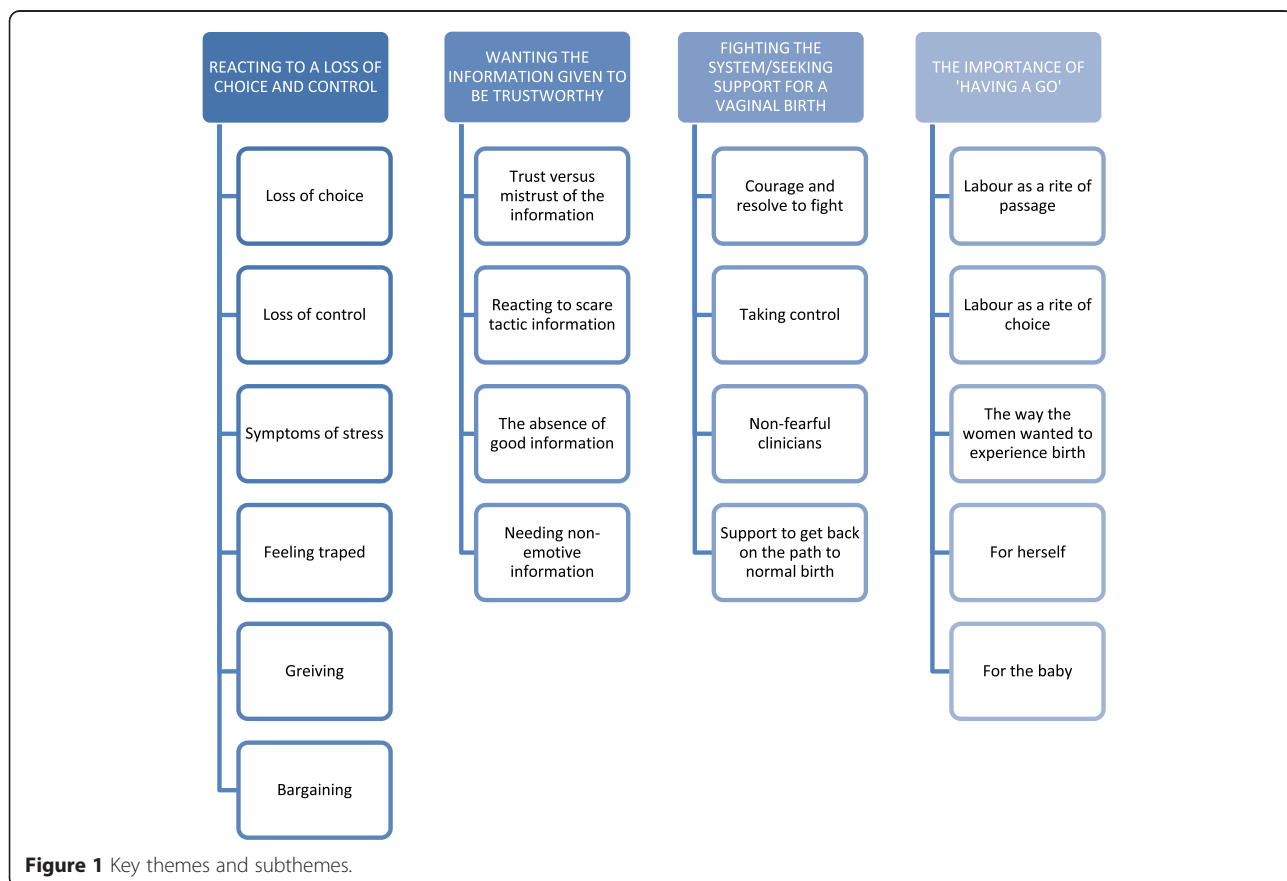 REACTING TO A LOSS OF
CHOICE AND CONTROL
Loss of choice
Loss of control
Symptoms of stress
Feeling traped
Greiving
Bargaining
WANTING THE
INFORMATION GIVEN TO
BE TRUSTWORTHY
Trust versus
mistrust of the
information
Reacting to scare
tactic information
The absence of
good information
Needing non-
emotive
information
FIGHTING THE
SYSTEM/SEEKING
SUPPORT FOR A
VAGINAL BIRTH
Courage and
resolve to fight
Taking control
Non-fearful
clinicians
Support to get back
on the path to
normal birth
THE IMPORTANCE OF
'HAVING A GO'
Labour as a rite of
passage
Labour as a rite of
choice
The way the
women wanted to
experience birth
For herself
For the baby
Figure 1 Key themes and subthemes.